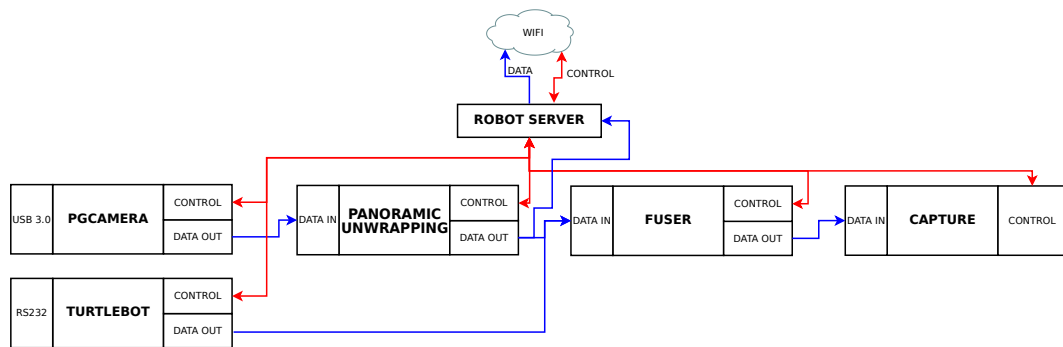 WIFI
DATA
CONTROL
ROBOT SERVER
USB 3.0
PGCAMERA
CONTROL
DATA OUT
DATA IN
PANORAMIC
UNWRAPPING
CONTROL
DATA OUT
DATA IN
FUSER
CONTROL
DATA OUT
DATA IN
CAPTURE
CONTROL
RS232
TURTLEBOT
CONTROL
DATA OUT